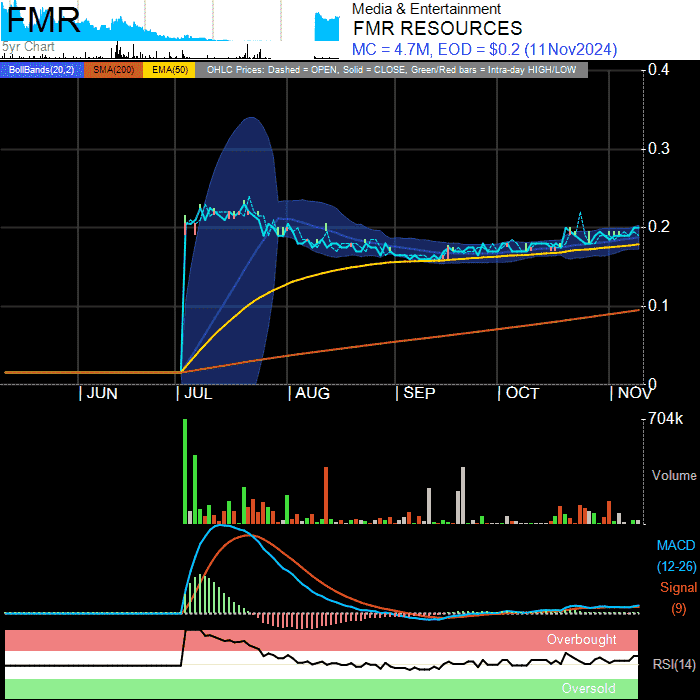 FMR
5yr Chart
Media & Entertainment
FMR RESOURCES
MC = 4.7M, EOD = $0.2 (11Nov2024)
BollBands(20,2) SMA(200) EMA(50) OHLC Prices: Dashed = OPEN, Solid = CLOSE, Green/Red bars = Intra-day HIGH/LOW
0.4
0.3
0.2
0.1
0
JUN JUL AUG SEP OCT NOV
704k
Volume
MACD
(12-26)
Signal
(9)
Overbought
RSI(14)
Oversold